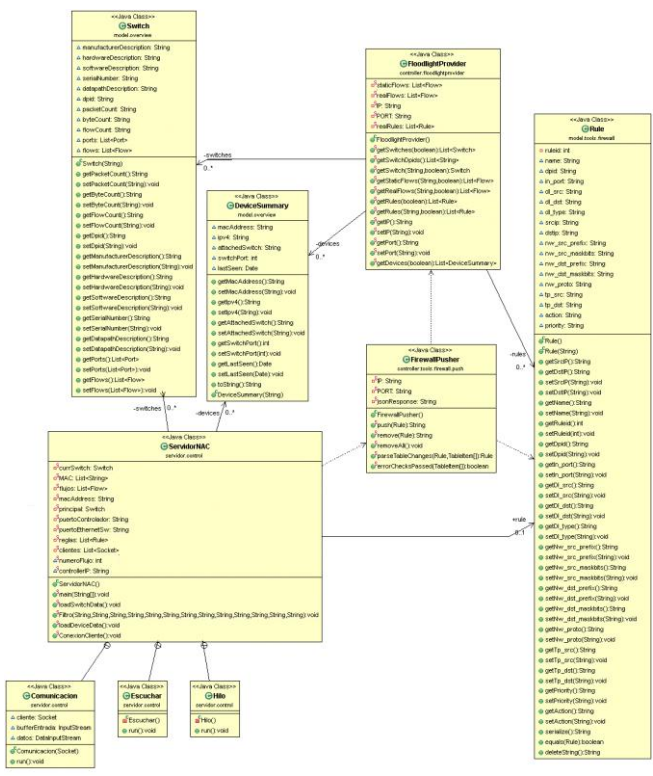 <<Java Class>>
Switch
model.overview
manufacturerDescription: String
hardwareDescription: String
softwareDescription: String
serialNumber: String
datapathDescription: String
dpid: String
packetCount: String
byteCount: String
flowCount: String
ports: List<Port>
flows: List<Flow>
Switch(String)
getPacketCount():String
setPacketCount(String):void
getByteCount():String
setByteCount(String):void
getFlowCount():String
setFlowCount(String):void
getDpid():String
setDpid(String):void
getManufacturerDescription():String
setManufacturerDescription(String):void
getHardwareDescription():String
setHardwareDescription(String):void
getSoftwareDescription():String
setSoftwareDescription(String):void
getSerialNumber():String
setSerialNumber(String):void
getDatapathDescription():String
setDatapathDescription(String):void
getPorts():List<Port>
setPorts(List<Port>):void
getFlows():List<Flow>
setFlows(List<Flow>):void
-switches
0..*
<<Java Class>>
DeviceSummary
model.overview
macAddress: String
ipv4: String
attachedSwitch: String
switchPort: int
lastSeen: Date
getMacAddress():String
setMacAddress(String):void
getIpv4():String
setIpv4(String):void
getAttachedSwitch():String
setAttachedSwitch(String):void
getSwitchPort():int
setSwitchPort(int):void
getLastSeen():Date
setLastSeen(Date):void
toString():String
DeviceSummary(String)
-devices
0..*
<<Java Class>>
FloodlightProvider
controller.floodlightprovider
staticFlows: List<Flow>
realFlows: List<Flow>
IP: String
PORT: String
realRules: List<Rule>
FloodlightProvider()
getSwitches(boolean):List<Switch>
getSwitchDpids():List<String>
getSwitch(String,boolean):Switch
getStaticFlows(String,boolean):List<Flow>
getRealFlows(String,boolean):List<Flow>
getRules(boolean):List<Rule>
getRules(String,boolean):List<Rule>
getIP():String
setIP(String):void
getPort():String
setPort(String):void
getDevices(boolean):List<DeviceSummary>
-rules
0..*
<<Java Class>>
FirewallPusher
controller.tools.firewall.push
IP: String
PORT: String
jsonResponse: String
FirewallPusher()
push(Rule):String
remove(Rule):String
removeAll():void
parseTableChanges(Rule,TableItem[]):Rule
errorChecksPassed(TableItem[]):boolean
<<Java Class>>
Rule
model.tools.firewall
ruleid: int
name: String
dpid: String
in_port: String
dl_src: String
dl_dst: String
dl_type: String
srcip: String
dstip: String
nw_src_prefix: String
nw_src_maskbits: String
nw_dst_prefix: String
nw_dst_maskbits: String
nw_proto: String
tp_src: String
tp_dst: String
action: String
priority: String
Rule()
Rule(String)
getSrcIP():String
getDstIP():String
setSrcIP(String):void
setDstIP(String):void
getName():String
setName(String):void
getRuleid():int
setRuleid(int):void
getDpid():String
setDpid(String):void
getIn_port():String
setIn_port(String):void
getDl_src():String
setDl_src(String):void
getDl_dst():String
setDl_dst(String):void
getDl_type():String
setDl_type(String):void
getNw_src_prefix():String
setNw_src_prefix(String):void
getNw_src_maskbits():String
setNw_src_maskbits(String):void
getNw_dst_prefix():String
setNw_dst_prefix(String):void
getNw_dst_maskbits():String
setNw_dst_maskbits(String):void
getNw_proto():String
setNw_proto(String):void
getTp_src():String
setTp_src(String):void
getTp_dst():String
setTp_dst(String):void
getPriority():String
setPriority(String):void
getAction():String
setAction(String):void
serialize():String
equals(Rule):boolean
deleteString():String
-switches
0..*
-devices
0..*
<<Java Class>>
ServidorNAC
servidor.control
currSwitch: Switch
MAC: List<String>
flujos: List<Flow>
macAddress: String
principal: Switch
puertoControlador: String
puertoEthernetSw: String
reglas: List<Rule>
clientes: List<Socket>
numeroFlujo: int
controllerIP: String
ServidorNAC()
main(String[]):void
loadSwitchData():void
Filtro(String,String,String,String,String,String,String,String,String,String,String):void
loadDeviceData():void
ConexionCliente():void
+rule
0..1
<<Java Class>>
Comunicacion
servidor.control
cliente: Socket
bufferEntrada: InputStream
datos: DataInputStream
Comunicacion(Socket)
run():void
<<Java Class>>
Escuchar
servidor.control
Escuchar()
run():void
<<Java Class>>
Hilo
servidor.control
Hilo()
run():void